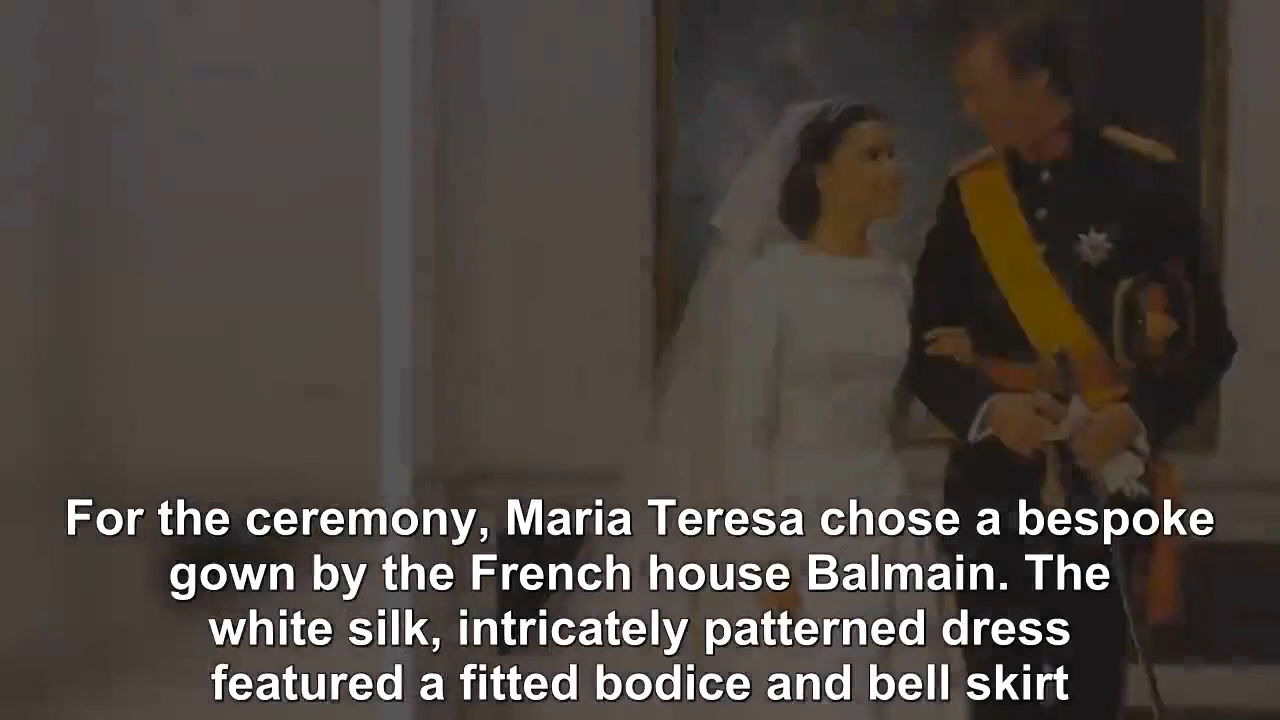 For the ceremony, Maria Teresa chose a bespoke
gown by the French house Balmain. The
white silk, intricately patterned dress
featured a fitted bodice and bell skirt